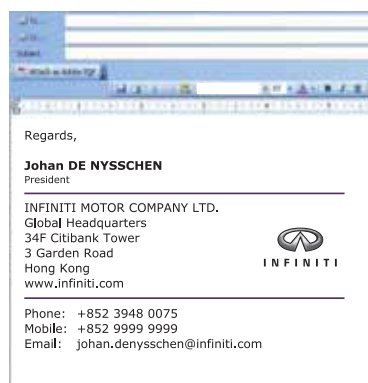 Regards,
Johan DE NYSSCHEN
President
INFINITI MOTOR COMPANY LTD.
Global Headquarters
34F Citibank Tower
3 Garden Road
Hong Kong
www.infiniti.com
INFINITI
Phone: +852 3948 0075
Mobile: +852 9999 9999
Email: johan.denysschen@infiniti.com